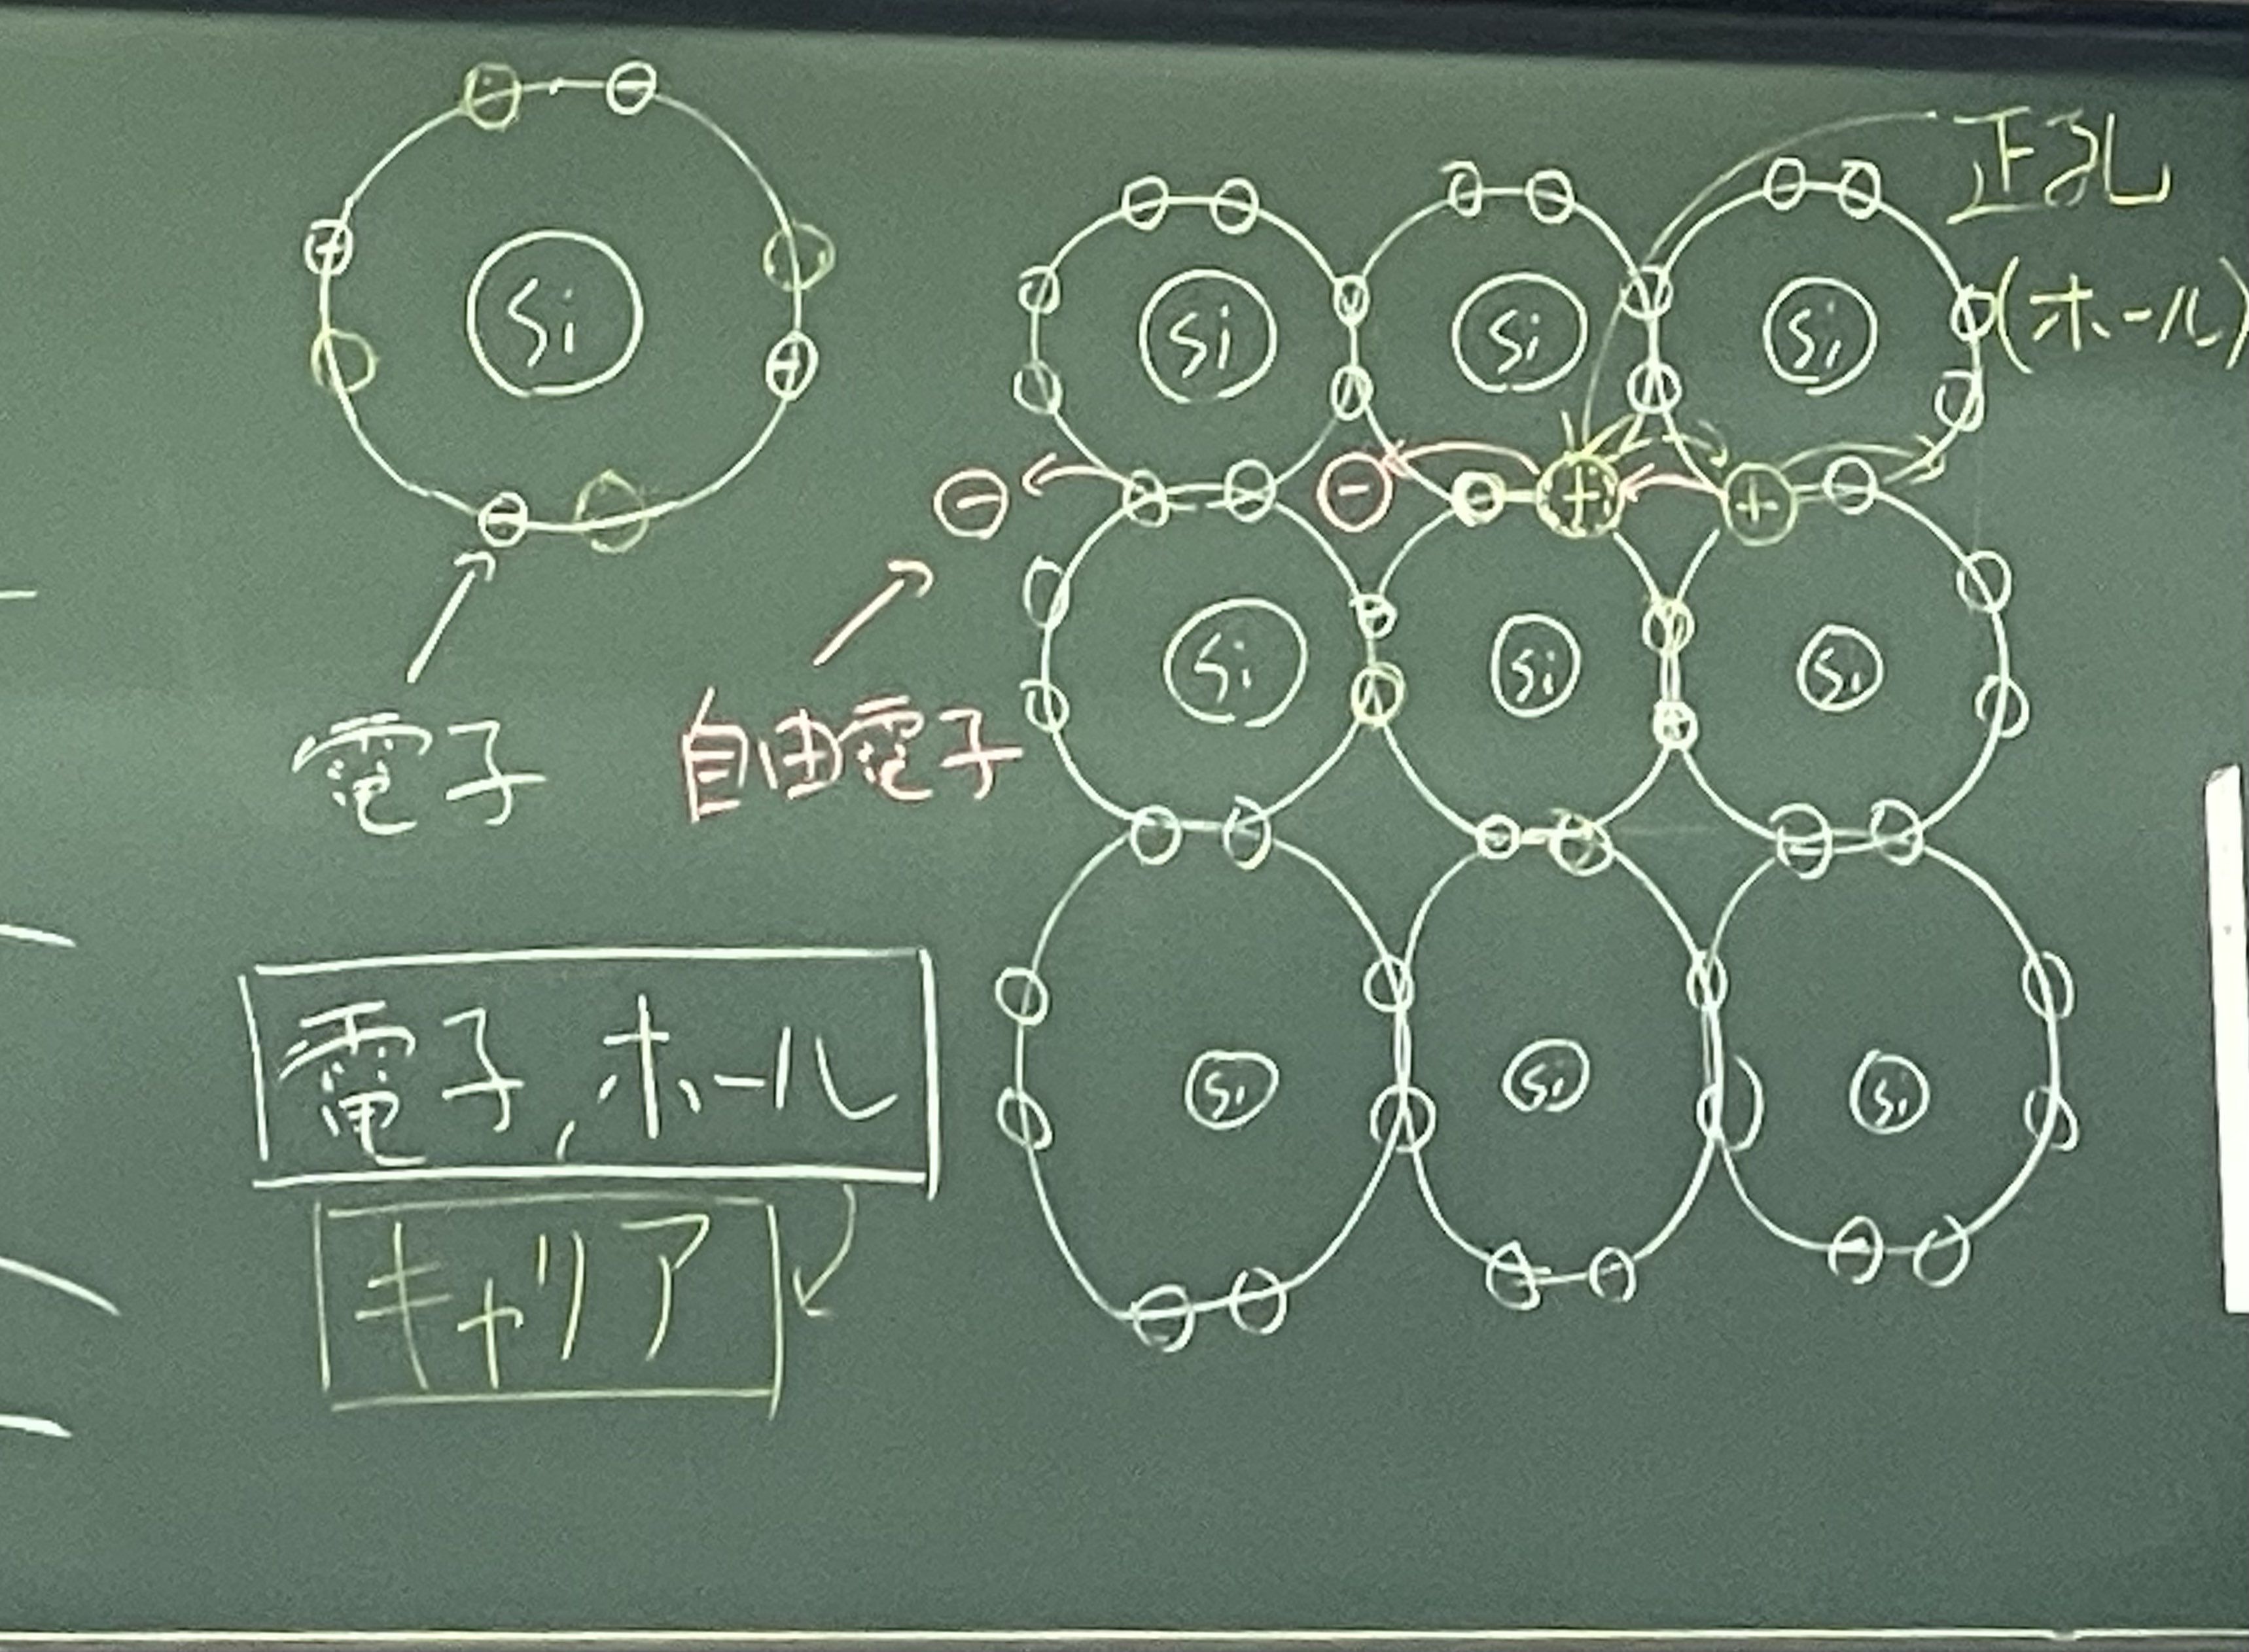 Si
電子
自由電子
電子,ホール
キャリア
正孔
(ホール)
Si Si Si
Si Si Si
Si Si Si